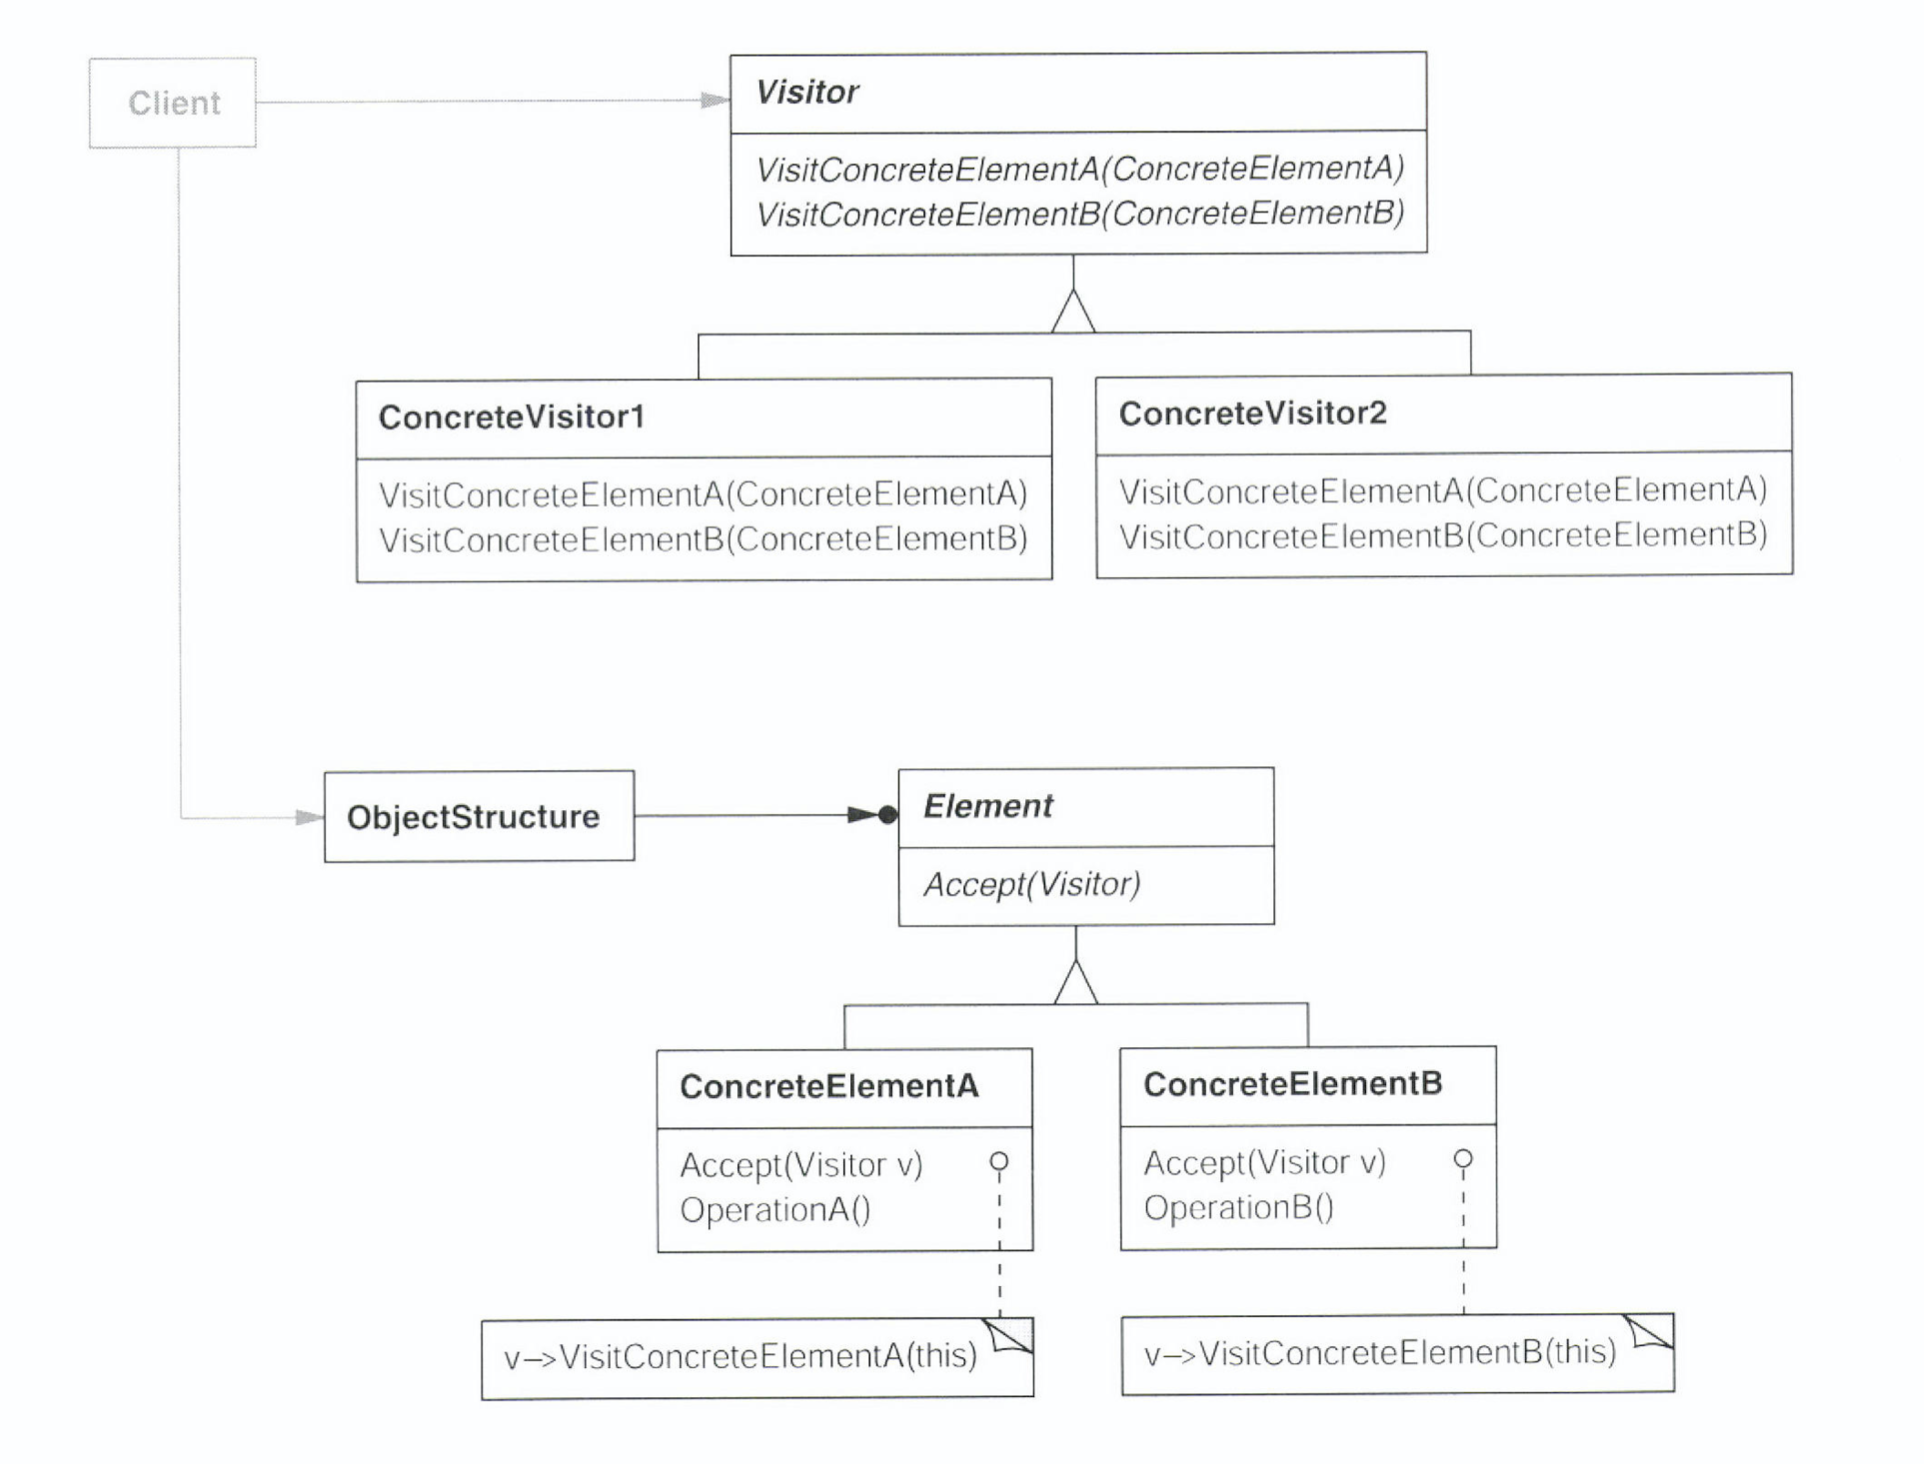 Client
Visitor
VisitConcreteElementA(ConcreteElementA)
VisitConcreteElementB(ConcreteElementB)
ConcreteVisitor1
VisitConcreteElementA(ConcreteElementA)
VisitConcreteElementB(ConcreteElementB)
ConcreteVisitor2
VisitConcreteElementA(ConcreteElementA)
VisitConcreteElementB(ConcreteElementB)
ObjectStructure
Element
Accept(Visitor)
ConcreteElementA
Accept(Visitor v)
OperationA()
ConcreteElementB
Accept(Visitor v)
OperationB()
v–>VisitConcreteElementA(this)
v–>VisitConcreteElementB(this)